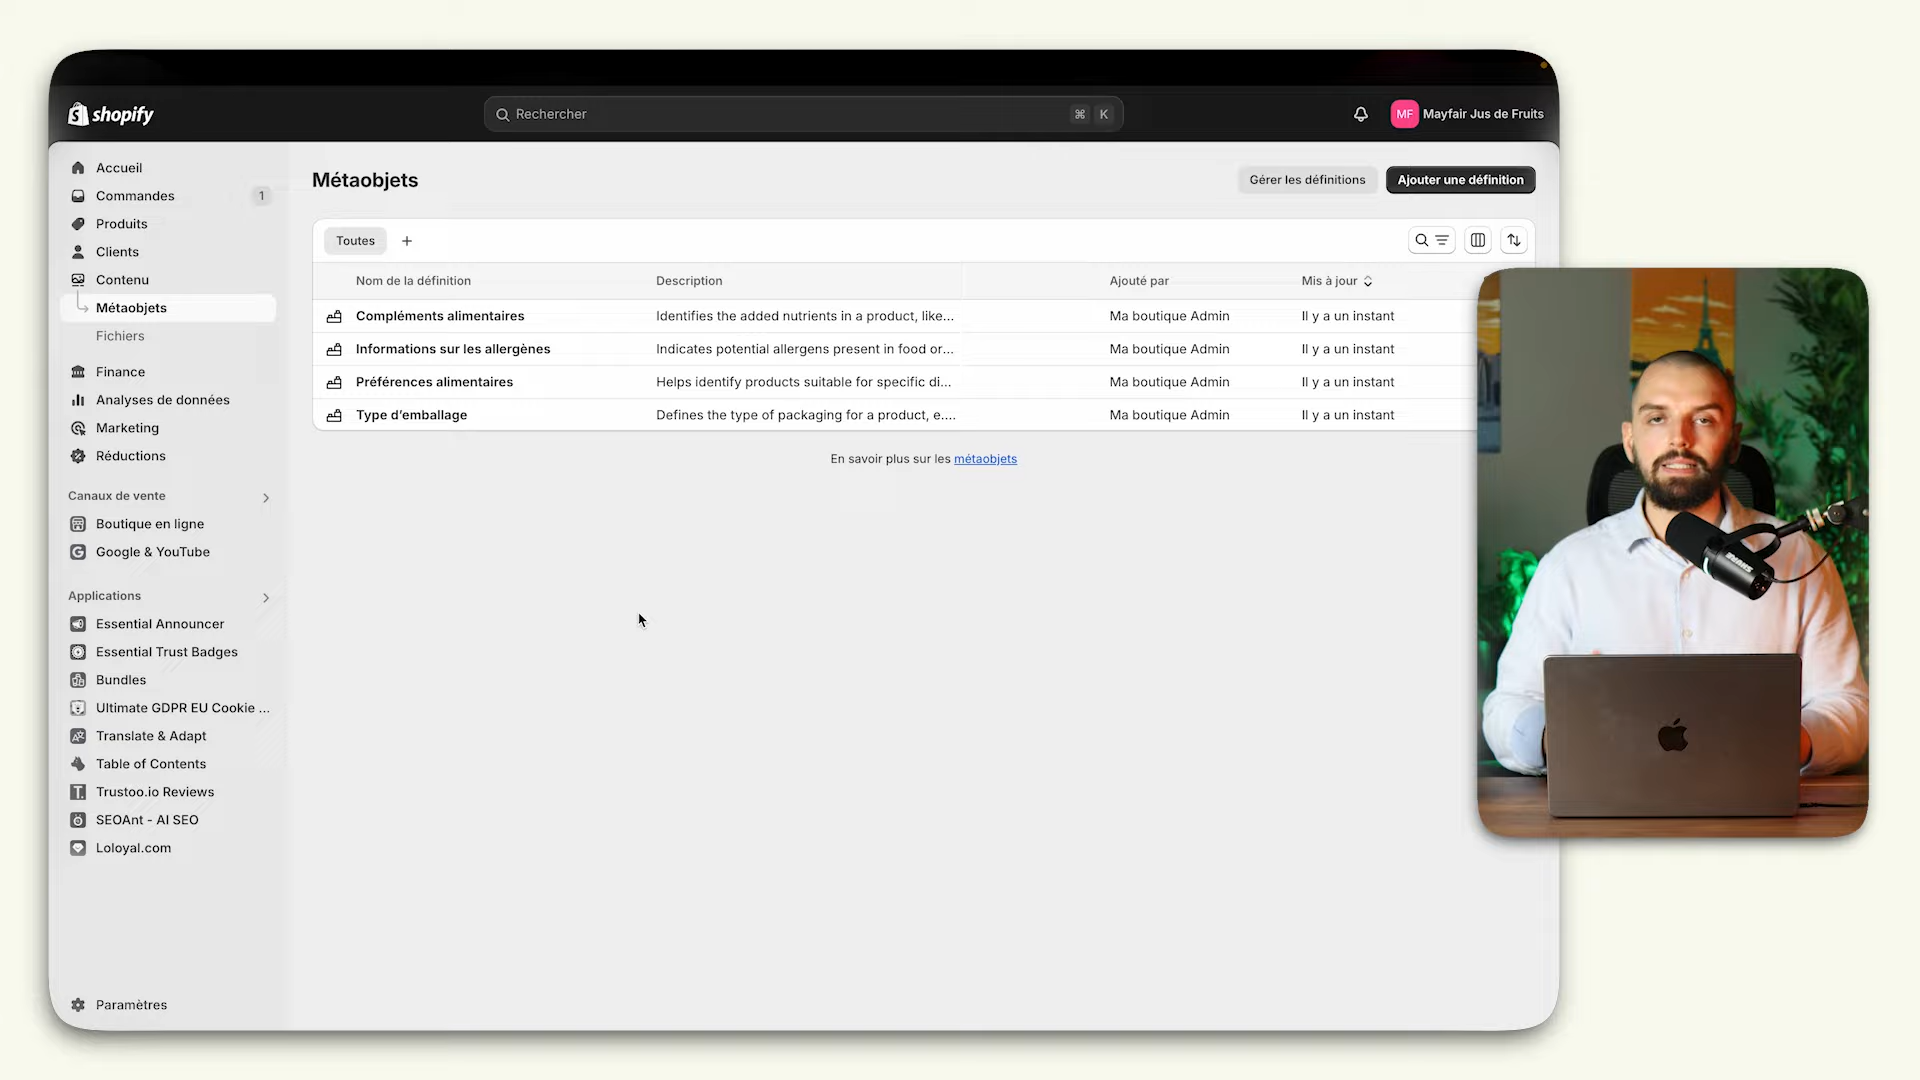 shopify
Rechercher
⌘ K
MF Mayfair Jus de Fruits
Accueil
Commandes 1
Produits
Clients
Contenu
Métaobjets
Fichiers
Finance
Analyses de données
Marketing
Réductions
Canaux de vente
Boutique en ligne
Google & YouTube
Applications
Essential Announcer
Essential Trust Badges
Bundles
Ultimate GDPR EU Cookie ...
Translate & Adapt
Table of Contents
Trustoo.io Reviews
SEOAnt - AI SEO
Loloyal.com
Paramètres
Métaobjets
Gérer les définitions
Ajouter une définition
Toutes +
Nom de la définition Description Ajouté par Mis à jour
Compléments alimentaires Identifies the added nutrients in a product, like... Ma boutique Admin Il y a un instant
Informations sur les allergènes Indicates potential allergens present in food or... Ma boutique Admin Il y a un instant
Préférences alimentaires Helps identify products suitable for specific di... Ma boutique Admin Il y a un instant
Type d’emballage Defines the type of packaging for a product, e.... Ma boutique Admin Il y a un instant
En savoir plus sur les métaobjets
SHURE